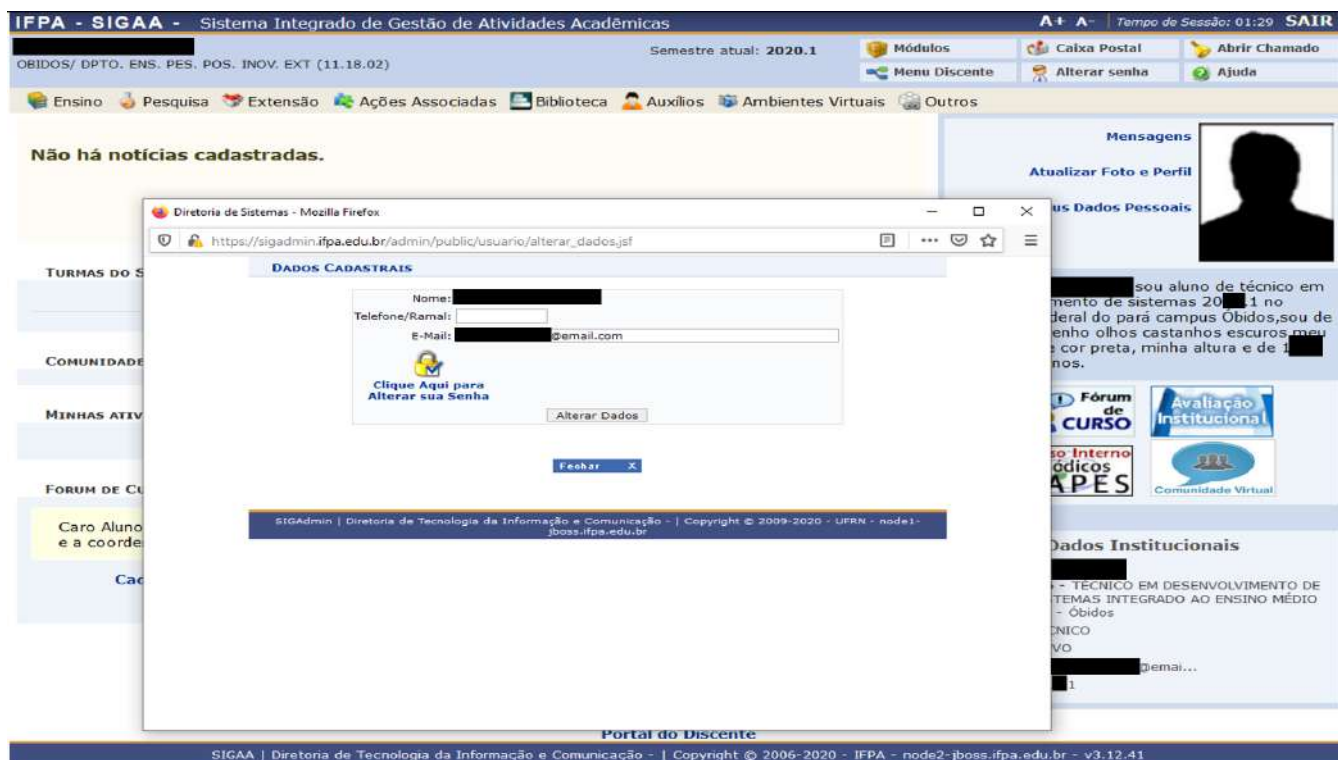 IFPA - SIGAA - Sistema Integrado de Gestão de Atividades Acadêmicas
A+ A- Tempo de Sessão: 01:29 SAIR
Semestre atual: 2020.1
Módulos
Caixa Postal
Abrir Chamado
OBIDOS/ DPTO. ENS. PES. POS. INOV. EXT (11.18.02)
Menu Discente
Alterar senha
Ajuda
Ensino Pesquisa Extensão Ações Associadas Biblioteca Auxílios Ambientes Virtuais Outros
Não há notícias cadastradas.
Mensagens
Atualizar Foto e Perfil
us Dados Pessoais
Diretoria de Sistemas - Mozilla Firefox
https://sigadmin.ifpa.edu.br/admin/public/usuario/alterar_dados.jsf
DADOS CADASTRAIS
Nome:
Telefone/Ramal:
E-Mail: @email.com
Clique Aqui para
Alterar sua Senha
Alterar Dados
Fechar X
SIGAdmin | Diretoria de Tecnologia da Informação e Comunicação - | Copyright © 2009-2020 - UFRN - node1-
jboss.ifpa.edu.br
TURMAS DO S
COMUNIDADE
MINHAS ATIV
FORUM DE CU
Caro Aluno
e a coorde
Cad
sou aluno de técnico em
mento de sistemas 20 .1 no
deral do pará campus Óbidos,sou de
enho olhos castanhos escuros,meu
cor preta, minha altura e de 1
nos.
Fórum
de
CURSO
Avaliação
Institucional
so Interno
ódicos
APES
Comunidade Virtual
Dados Institucionais
- TÉCNICO EM DESENVOLVIMENTO DE
TEMAS INTEGRADO AO ENSINO MÉDIO
- Óbidos
CNICO
VO
@emai...
1
Portal do Discente
SIGAA | Diretoria de Tecnologia da Informação e Comunicação - | Copyright © 2006-2020 - IFPA - node2-jboss.ifpa.edu.br - v3.12.41